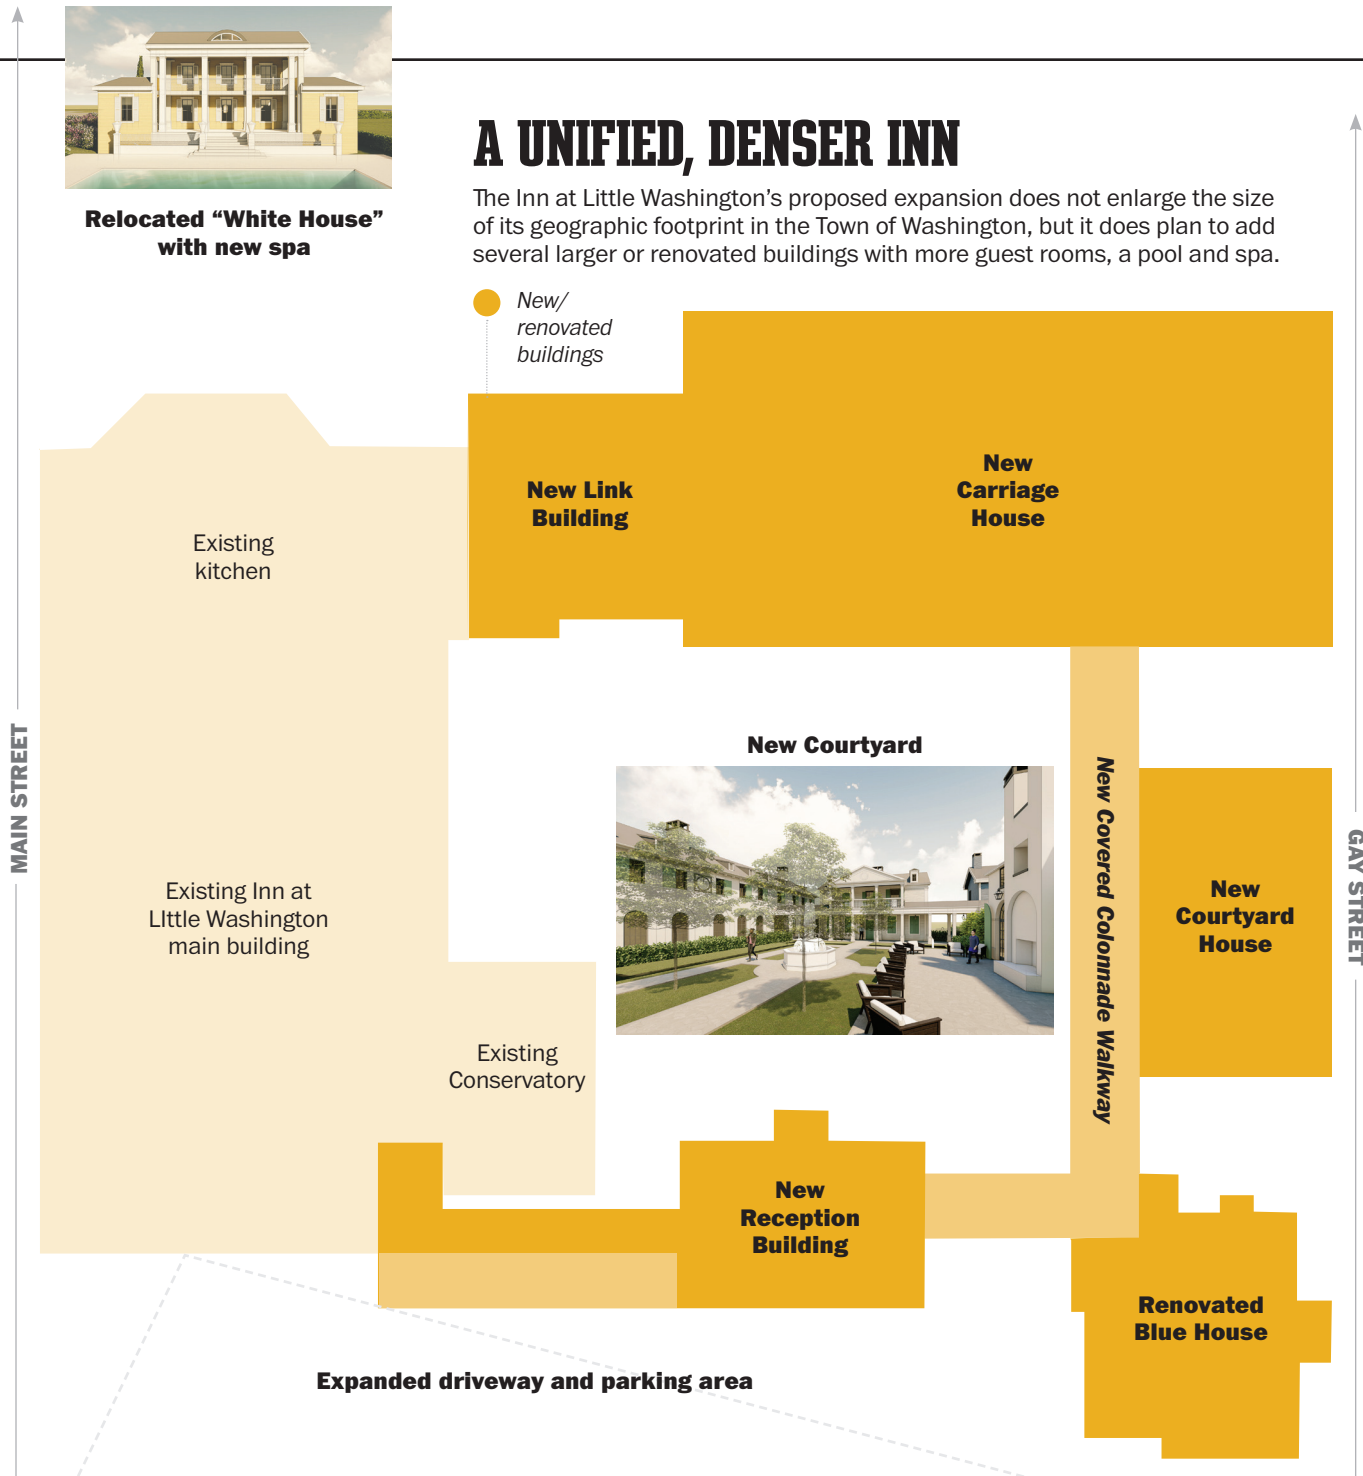 A UNIFIED, DENSER INN
The Inn at Little Washington’s proposed expansion does not enlarge the size
of its geographic footprint in the Town of Washington, but it does plan to add
several larger or renovated buildings with more guest rooms, a pool and spa.
Relocated “White House”
with new spa
New/
renovated
buildings
New Link
Building
New
Carriage
House
Existing
kitchen
New Courtyard
MAIN STREET
Existing Inn at
LIttle Washington
main building
New Covered Colonnade Walkway
New
Courtyard
House
GAY STREET
Existing
Conservatory
New
Reception
Building
Renovated
Blue House
Expanded driveway and parking area